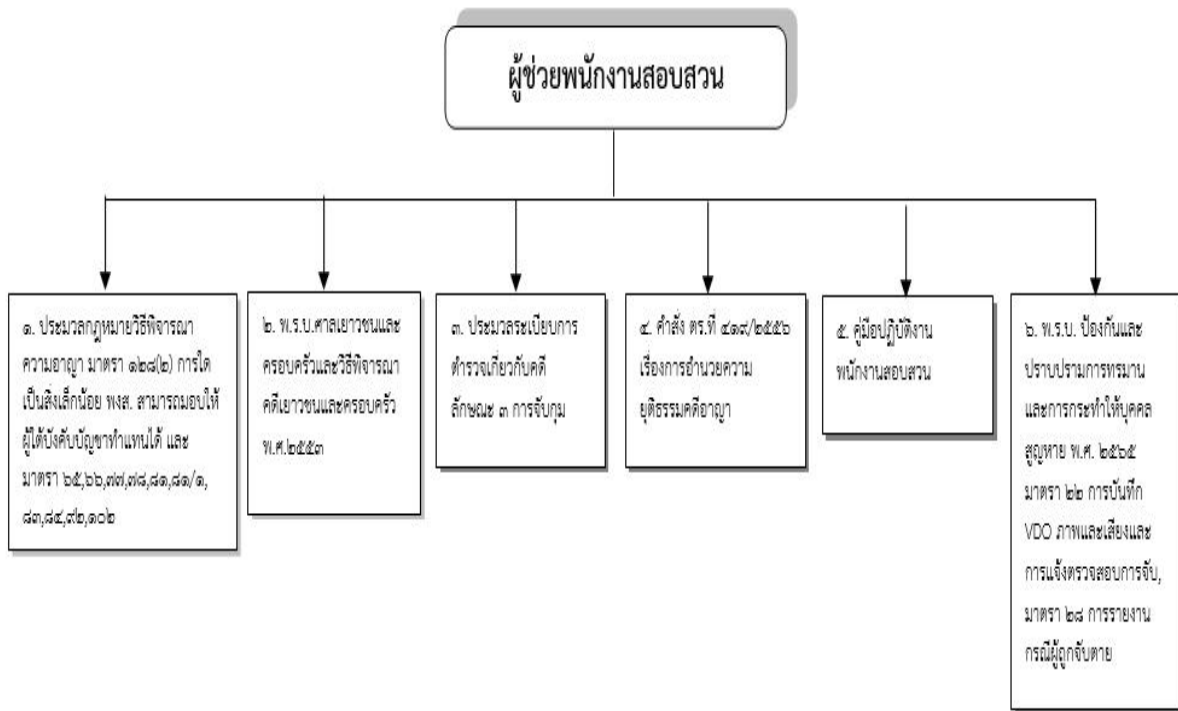 ผู้ช่วยพนักงานสอบสวน
๑. ประมวลกฎหมายวิธีพิจารณา
ความอาญา มาตรา ๑๒๘(๒) การใด
เป็นสิ่งเล็กน้อย พงส. สามารถมอบให้
ผู้ใต้บังคับบัญชาทำแทนได้ และ
มาตรา ๖๕,๖๖,๗๗,๗๘,๘๑,๘๑/๑,
๘๓,๘๔,๙๒,๑๐๒
๒. พ.ร.บ.ศาลเยาวชนและ
ครอบครัวและวิธีพิจารณา
คดีเยาวชนและครอบครัว
พ.ศ.๒๕๕๓
๓. ประมวลระเบียบการ
ตำรวจเกี่ยวกับคดี
ลักษณะ ๓ การจับกุม
๔. คำสั่ง ตร.ที่ ๔๑๙/๒๕๕๖
เรื่องการอำนวยความ
ยุติธรรมคดีอาญา
๕. คู่มือปฏิบัติงาน
พนักงานสอบสวน
๖. พ.ร.บ. ป้องกันและ
ปราบปรามการทรมาน
และการกระทำให้บุคคล
สูญหาย พ.ศ. ๒๕๖๕
มาตรา ๒๒ การบันทึก
VDO ภาพและเสียงและ
การแจ้งตรวจสอบการจับ,
มาตรา ๒๘ การรายงาน
กรณีผู้ถูกจับตาย